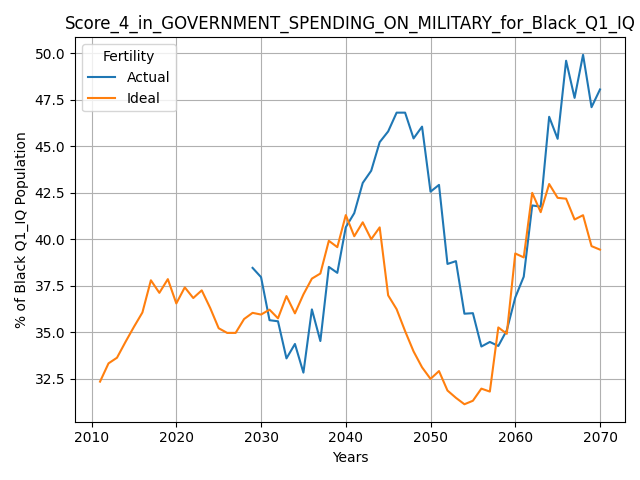 Score_4_in_GOVERNMENT_SPENDING_ON_MILITARY_for_Black_Q1_IQ
Fertility
Actual
Ideal
% of Black Q1_IQ Population
50.0
47.5
45.0
42.5
40.0
37.5
35.0
32.5
2010 2020 2030 2040 2050 2060 2070
Years